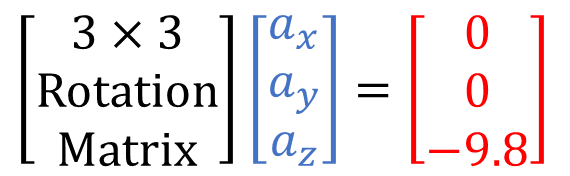 3 × 3 a_x 0
Rotation a_y = 0
Matrix a_z −9.8